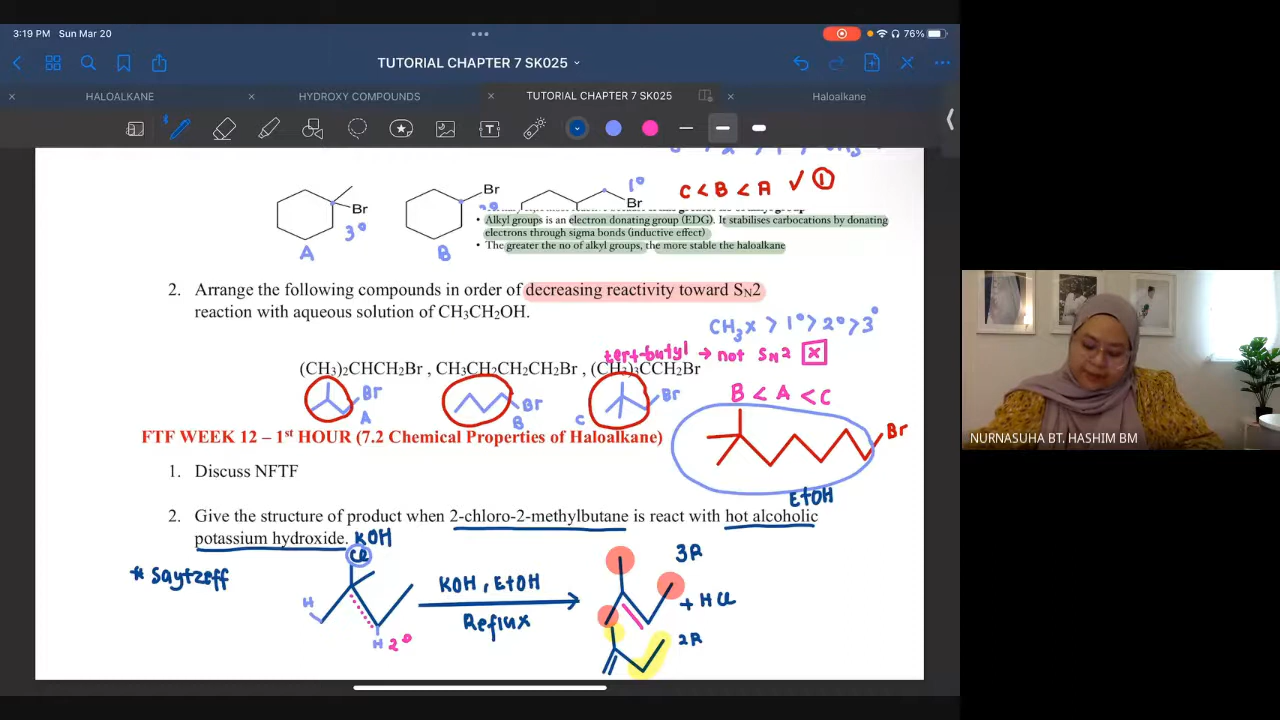 3:19 PM Sun Mar 20
76%
TUTORIAL CHAPTER 7 SK025
HALOALKANE
HYDROXY COMPOUNDS
TUTORIAL CHAPTER 7 SK025
Haloalkane
C < B < A ✓ ①
Br
3°
A
Br
B
1°
Br
• Alkyl groups is an electron donating group (EDG). It stabilises carbocations by donating
electrons through sigma bonds (inductive effect)
• The greater the no of alkyl groups, the more stable the haloalkane
2. Arrange the following compounds in order of decreasing reactivity toward SN2
reaction with aqueous solution of CH3CH2OH.
CH3X > 1° > 2° > 3°
tert-butyl → not SN2 X
(CH3)2CHCH2Br , CH3CH2CH2CH2Br , (CH3)3CCH2Br
Br
A
Br
B
Br
C
B < A < C
Br
FTF WEEK 12 – 1st HOUR (7.2 Chemical Properties of Haloalkane)
1. Discuss NFTF
EtOH
2. Give the structure of product when 2-chloro-2-methylbutane is react with hot alcoholic
potassium hydroxide. KOH
* Saytzeff
Cl
H
H 2°
KOH, EtOH
Reflux
3R
+ HCl
2R
NURNASUHA BT. HASHIM BM